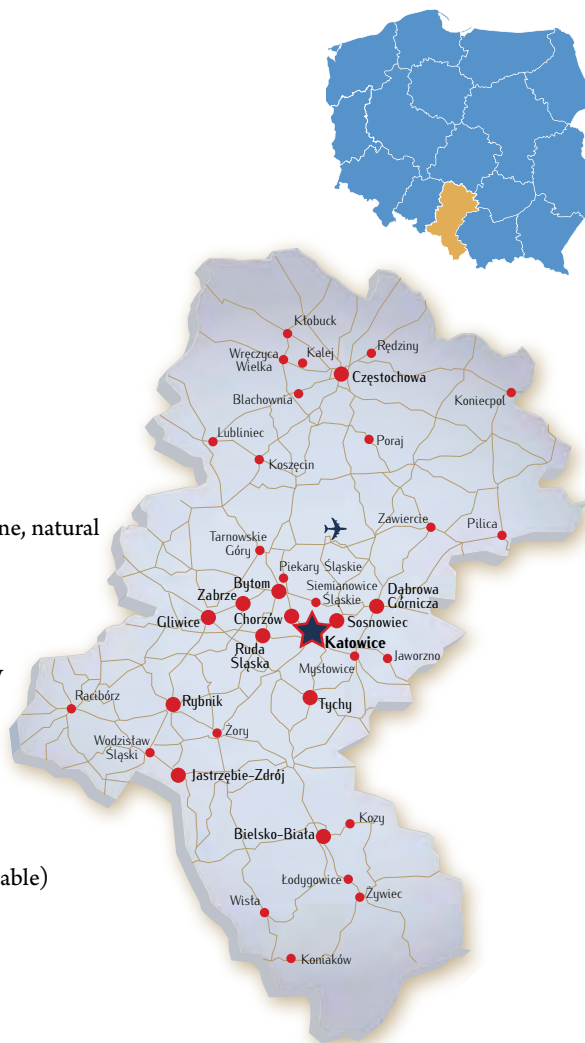 Kłobuck
Rędziny
Wręczyca
Wielka
Kalej
Częstochowa
Blachownia
Koniecpol
Lubliniec
Poraj
Koszęcin
ne, natural
Zawiercie
Pilica
Tarnowskie
Góry
Piekary Śląskie
Bytom
Siemianowice
Śląskie
Dąbrowa
Górnicza
Zabrze
Chorzów
Gliwice
Sosnowiec
Katowice
Ruda
Śląska
Mysłowice
Jaworzno
Racibórz
Rybnik
Tychy
Żory
Wodzisław
Śląski
Jastrzębie-Zdrój
Kozy
Bielsko-Biała
able)
Łodygowice
Żywiec
Wisła
Koniaków